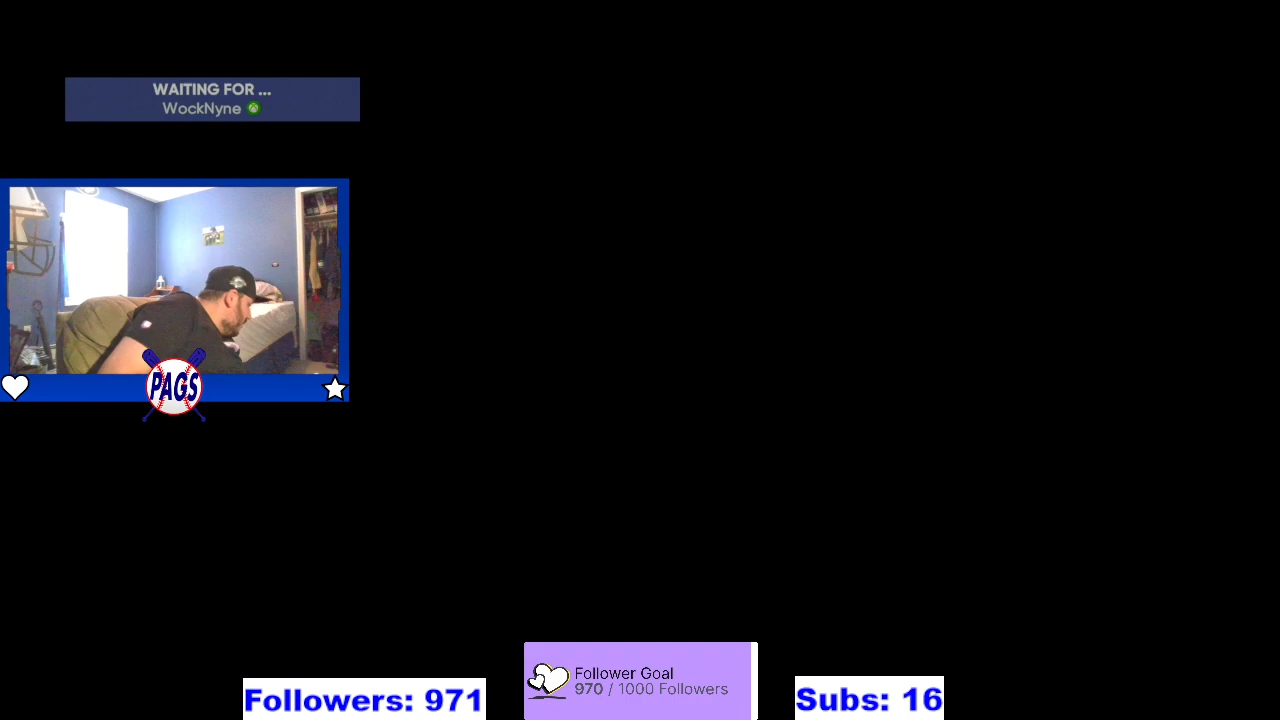 WAITING FOR ...
WockNyne
PAGS
Follower Goal
970 / 1000 Followers
Followers: 971
Subs: 16